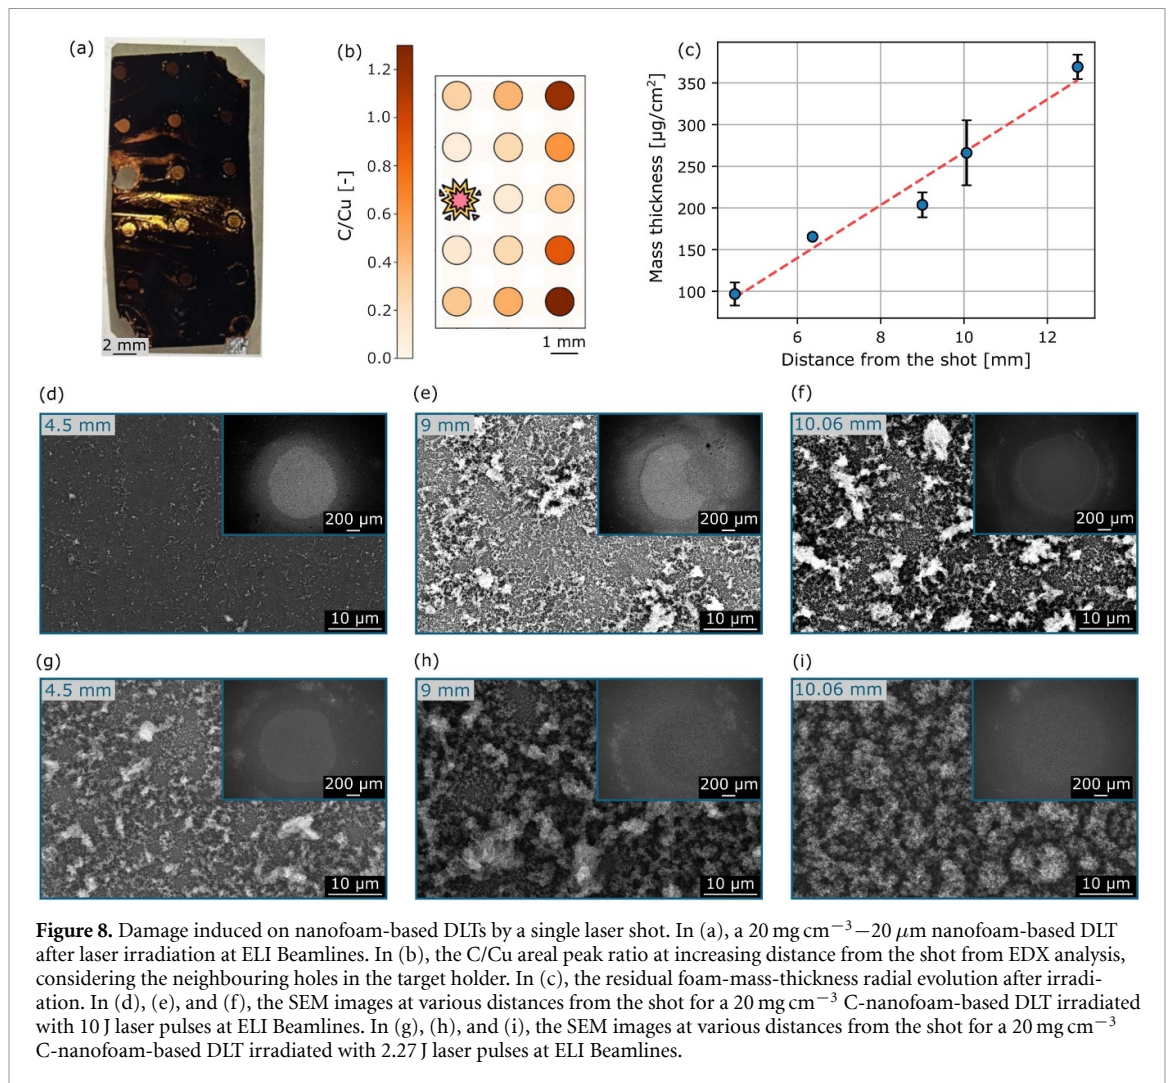 (a)
2 mm
(b)
C/Cu [-]
1.2
1.0
0.8
0.6
0.4
0.2
0.0
1 mm
(c)
Mass thickness [µg/cm²]
350
300
250
200
150
100
6 8 10 12
Distance from the shot [mm]
(d)
4.5 mm
200 µm
10 µm
(e)
9 mm
200 µm
10 µm
(f)
10.06 mm
200 µm
10 µm
(g)
4.5 mm
200 µm
10 µm
(h)
9 mm
200 µm
10 µm
(i)
10.06 mm
200 µm
10 µm
Figure 8. Damage induced on nanofoam-based DLTs by a single laser shot. In (a), a 20 mg cm⁻³−20 µm nanofoam-based DLT
after laser irradiation at ELI Beamlines. In (b), the C/Cu areal peak ratio at increasing distance from the shot from EDX analysis,
considering the neighbouring holes in the target holder. In (c), the residual foam-mass-thickness radial evolution after irradi-
ation. In (d), (e), and (f), the SEM images at various distances from the shot for a 20 mg cm⁻³ C-nanofoam-based DLT irradiated
with 10 J laser pulses at ELI Beamlines. In (g), (h), and (i), the SEM images at various distances from the shot for a 20 mg cm⁻³
C-nanofoam-based DLT irradiated with 2.27 J laser pulses at ELI Beamlines.